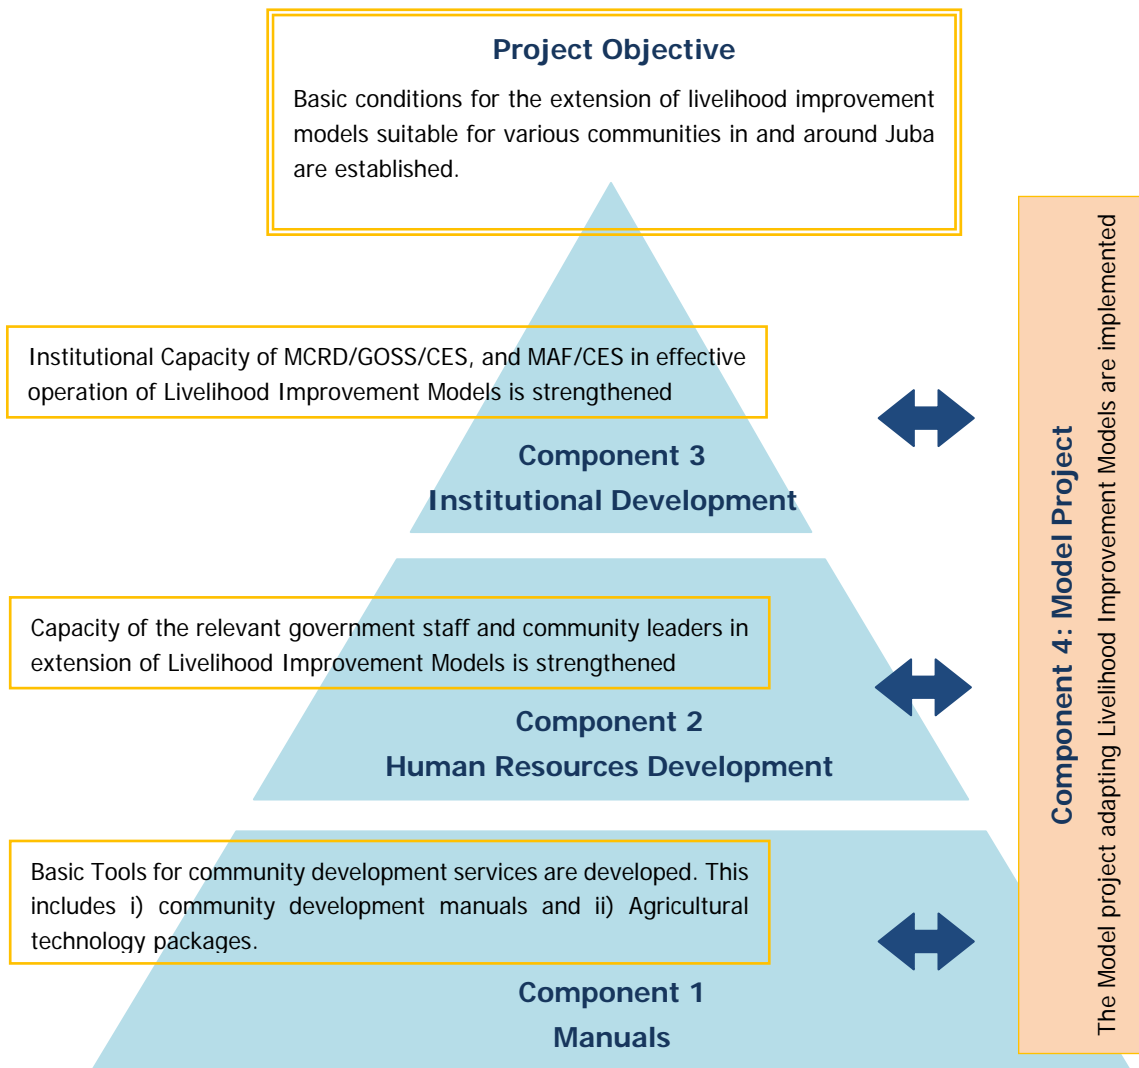 Project Objective
Basic conditions for the extension of livelihood improvement
models suitable for various communities in and around Juba
are established.
Institutional Capacity of MCRD/GOSS/CES, and MAF/CES in effective
operation of Livelihood Improvement Models is strengthened
Component 3
Institutional Development
Capacity of the relevant government staff and community leaders in
extension of Livelihood Improvement Models is strengthened
Component 2
Human Resources Development
Basic Tools for community development services are developed. This
includes i) community development manuals and ii) Agricultural
technology packages.
Component 1
Manuals
Component 4: Model Project
The Model project adapting Livelihood Improvement Models are implemented